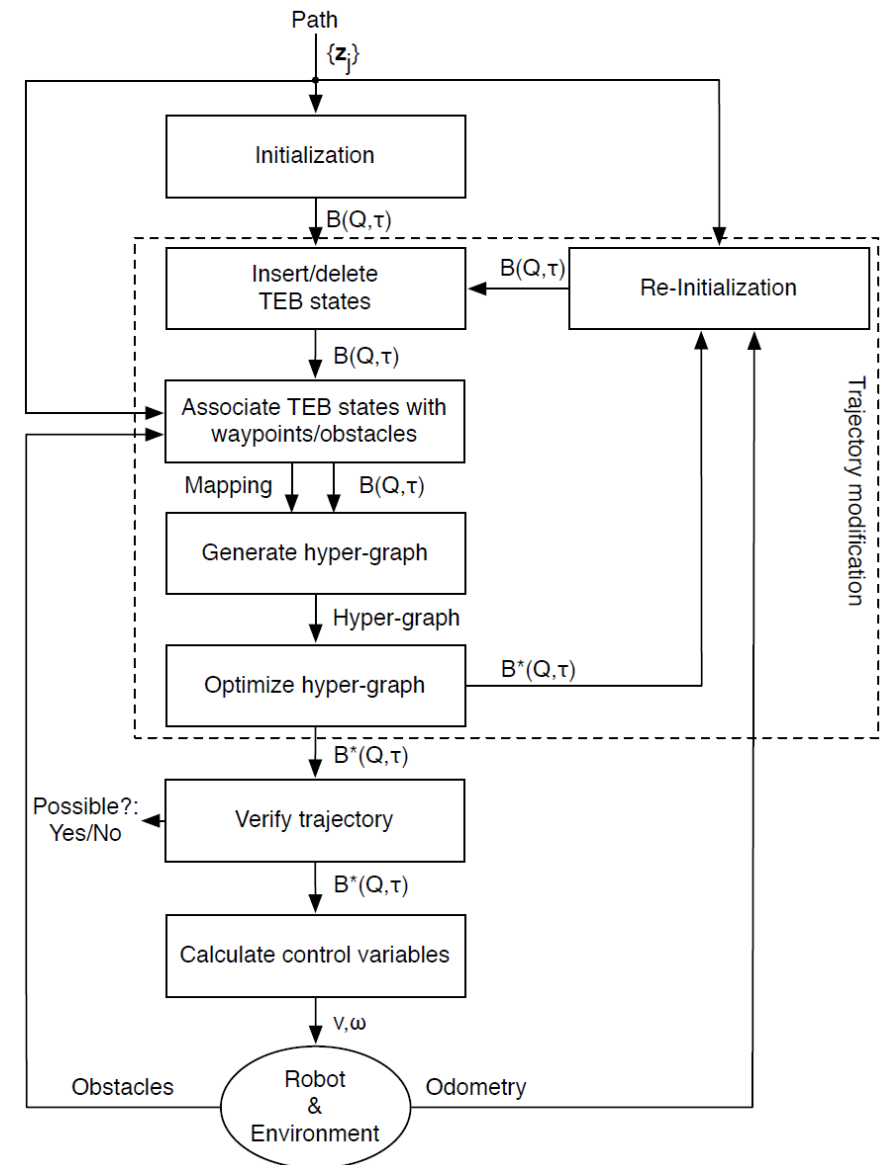 Path
{z_j}
Initialization
B(Q,τ)
Insert/delete
TEB states
B(Q,τ)
Re-Initialization
B(Q,τ)
Associate TEB states with
waypoints/obstacles
Trajectory modification
Mapping
B(Q,τ)
Generate hyper-graph
Hyper-graph
Optimize hyper-graph
B*(Q,τ)
B*(Q,τ)
Possible?:
Yes/No
Verify trajectory
B*(Q,τ)
Calculate control variables
v,ω
Obstacles
Robot
&
Environment
Odometry